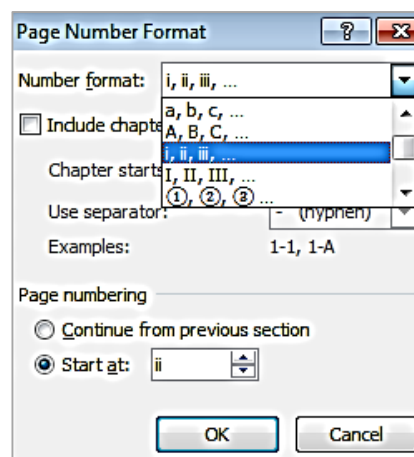 Page Number Format
Number format: i, ii, iii, ...
a, b, c, ...
Include chapte A, B, C, ...
i, ii, iii, ...
Chapter starts I, II, III, ...
①, ②, ③ ...
Use separator: - (hyphen)
Examples: 1-1, 1-A
Page numbering
Continue from previous section
Start at: ii
OK Cancel